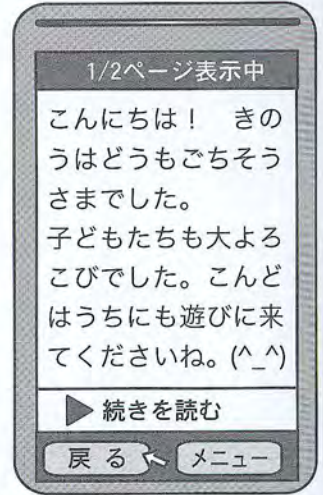 1/2ページ表示中
こんにちは！　きの
うはどうもごちそう
さまでした。
子どもたちも大よろ
こびでした。こんど
はうちにも遊びに来
てくださいね。(^_^)
▶ 続きを読む
戻る メニュー